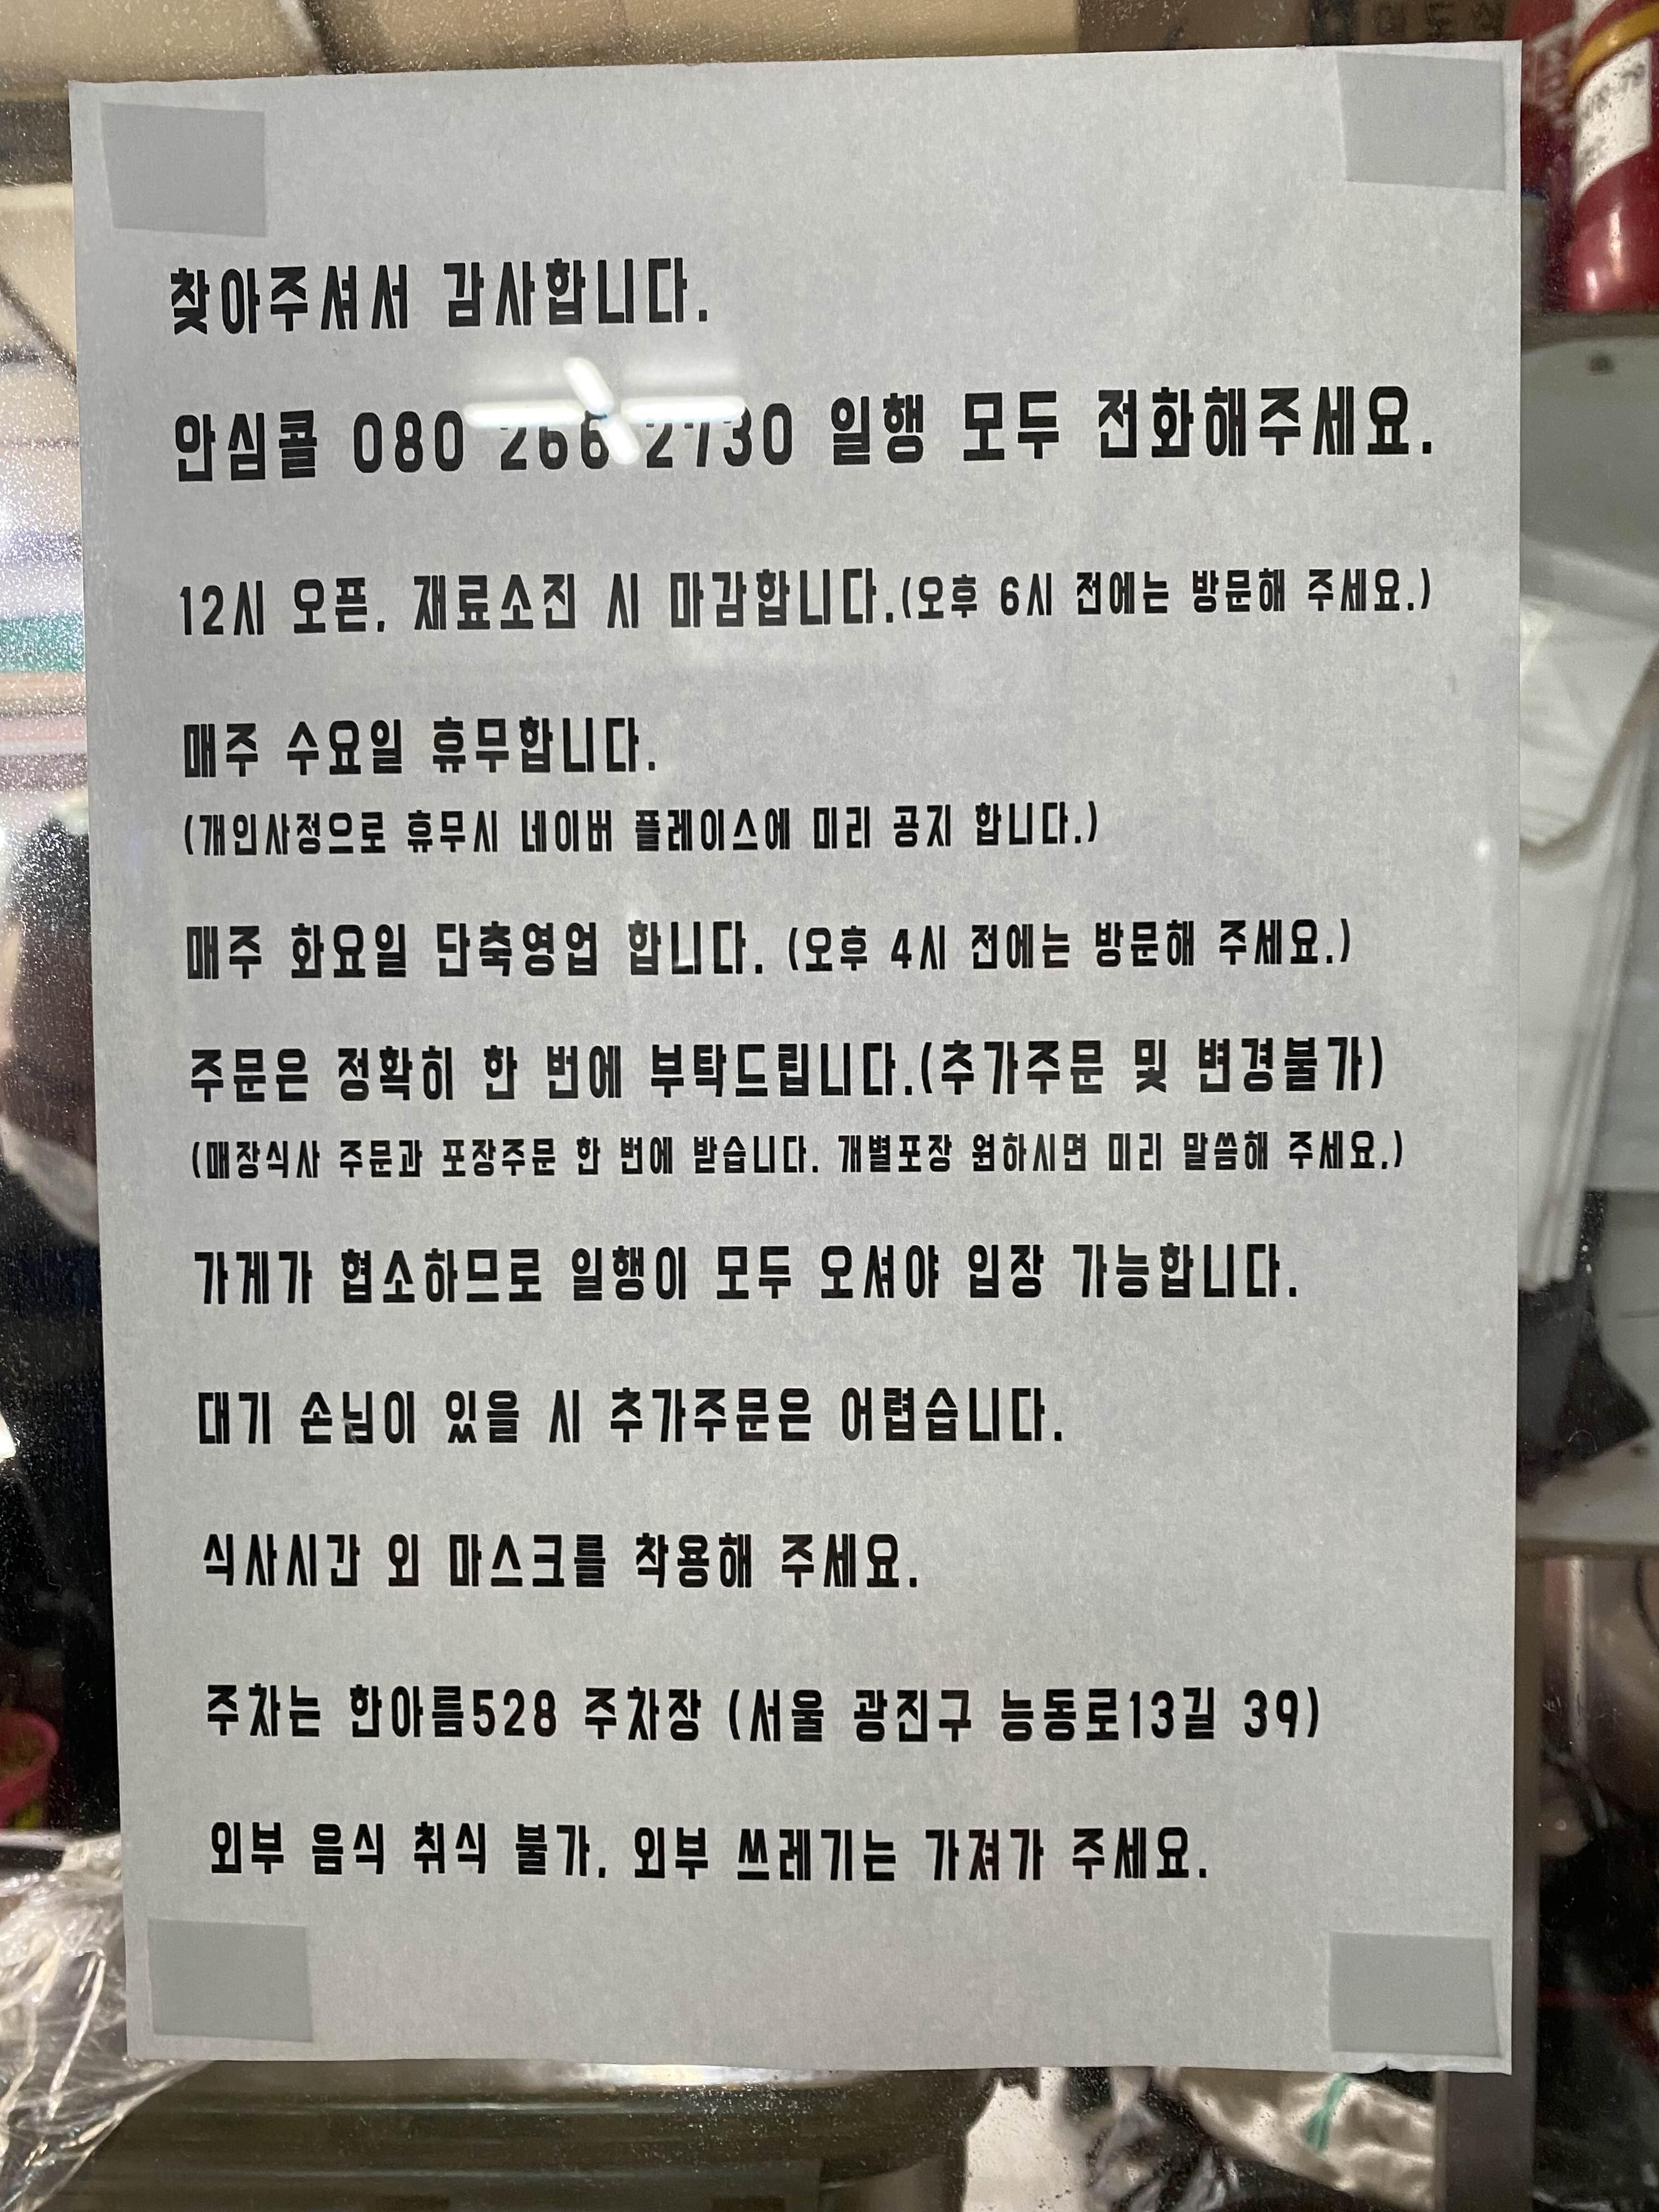 찾아주셔서 감사합니다.
안심콜 080 266 2730 일행 모두 전화해주세요.
12시 오픈. 재료소진 시 마감합니다.(오후 6시 전에는 방문해 주세요.)
매주 수요일 휴무합니다.
(개인사정으로 휴무시 네이버 플레이스에 미리 공지 합니다.)
매주 화요일 단축영업 합니다. (오후 4시 전에는 방문해 주세요.)
주문은 정확히 한 번에 부탁드립니다.(추가주문 및 변경불가)
(매장식사 주문과 포장주문 한 번에 받습니다. 개별포장 원하시면 미리 말씀해 주세요.)
가게가 협소하므로 일행이 모두 오셔야 입장 가능합니다.
대기 손님이 있을 시 추가주문은 어렵습니다.
식사시간 외 마스크를 착용해 주세요.
주차는 한아름528 주차장 (서울 광진구 능동로13길 39)
외부 음식 취식 불가. 외부 쓰레기는 가져가 주세요.